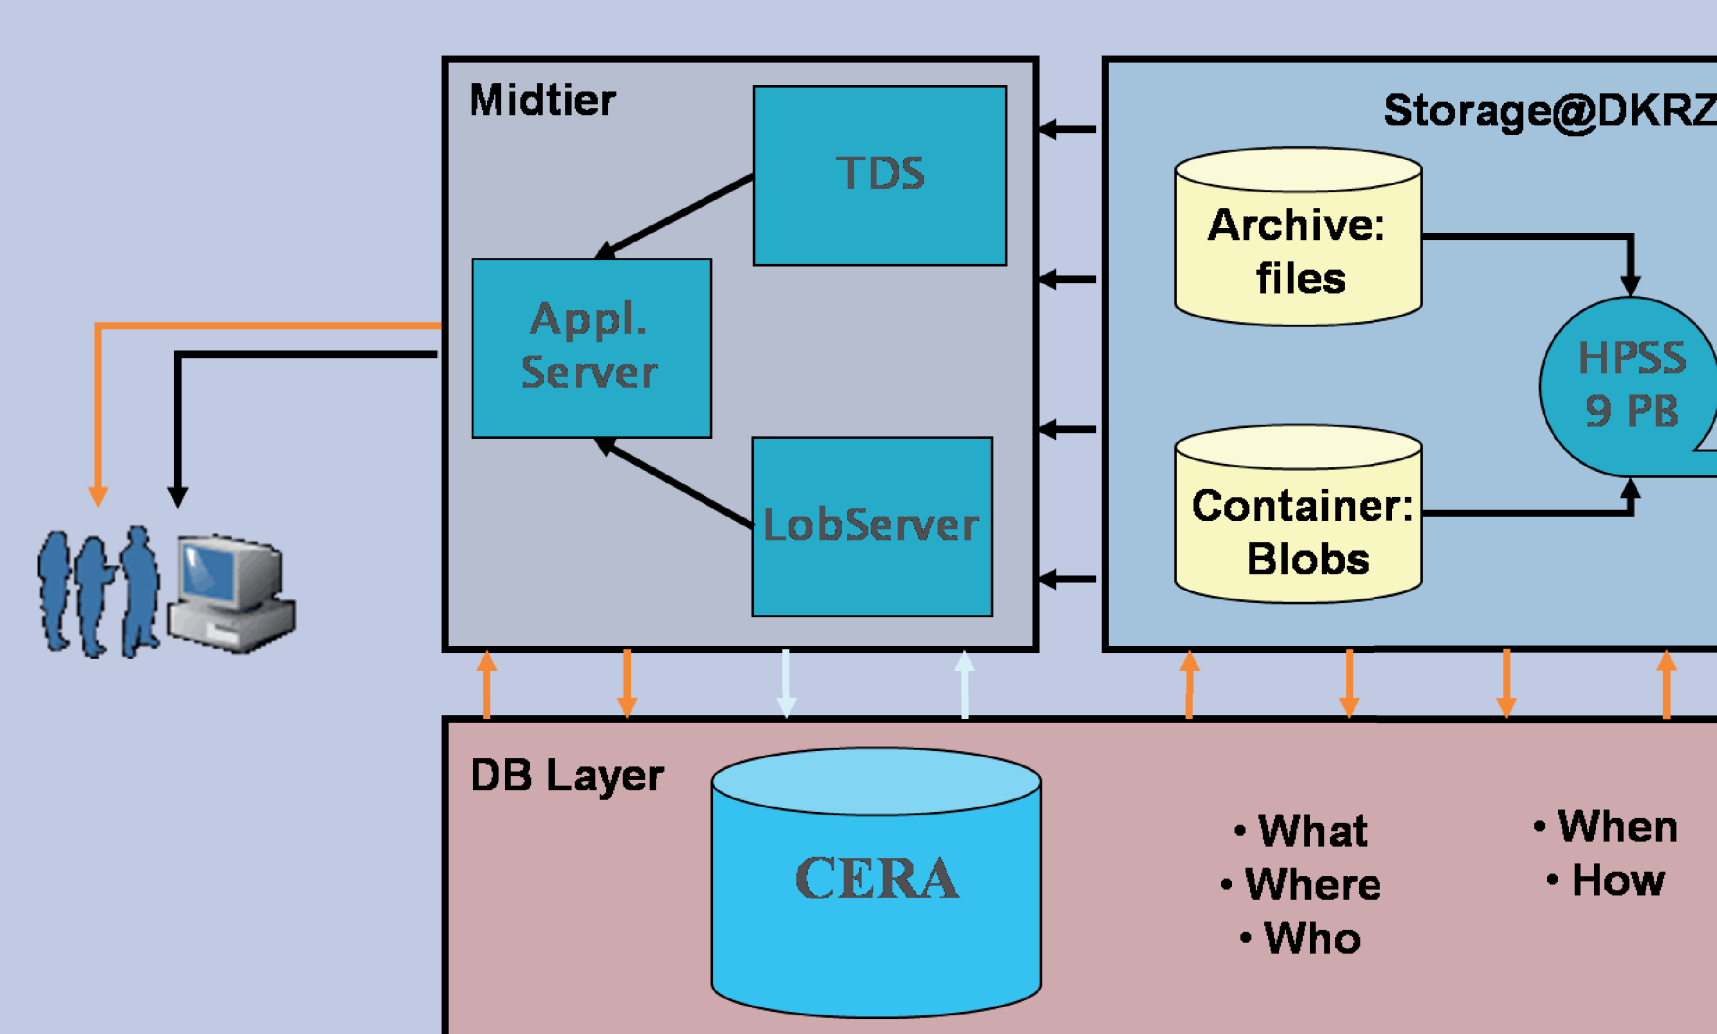 Midtier
TDS
Appl.
Server
LobServer
Storage@DKRZ
Archive:
files
HPSS
9 PB
Container:
Blobs
DB Layer
CERA
• What
• Where
• Who
• When
• How